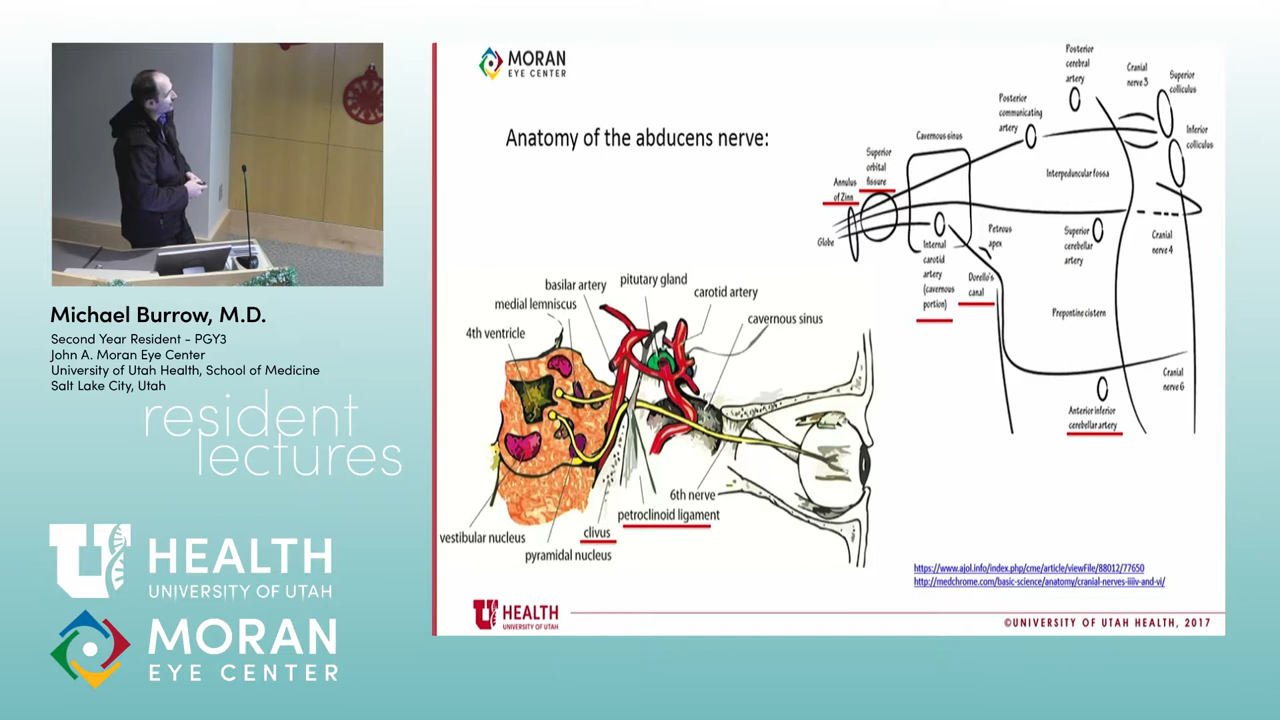 Michael Burrow, M.D.
Second Year Resident - PGY3
John A. Moran Eye Center
University of Utah Health, School of Medicine
Salt Lake City, Utah
resident
lectures
U HEALTH
UNIVERSITY OF UTAH
MORAN
EYE CENTER
MORAN
EYE CENTER
Anatomy of the abducens nerve:
Posterior
cerebral
artery
Cranial
nerve 3
Superior
colliculus
Posterior
communicating
artery
Inferior
colliculus
Cavernous sinus
Superior
orbital
fissure
Annulus
of Zinn
Interpeduncular fossa
Globe
Internal
carotid
artery
(cavernous
portion)
Petrous
apex
Dorello's
canal
Superior
cerebellar
artery
Cranial
nerve 4
Prepontine cistern
Cranial
nerve 6
Anterior inferior
cerebellar artery
basilar artery
pitutary gland
medial lemniscus
carotid artery
4th ventricle
cavernous sinus
6th nerve
petroclinoid ligament
clivus
vestibular nucleus
pyramidal nucleus
https://www.ajol.info/index.php/cme/article/viewFile/88012/77650
http://medchrome.com/basic-science/anatomy/cranial-nerves-iiiiv-and-vi/
U HEALTH
UNIVERSITY OF UTAH
©UNIVERSITY OF UTAH HEALTH, 2017